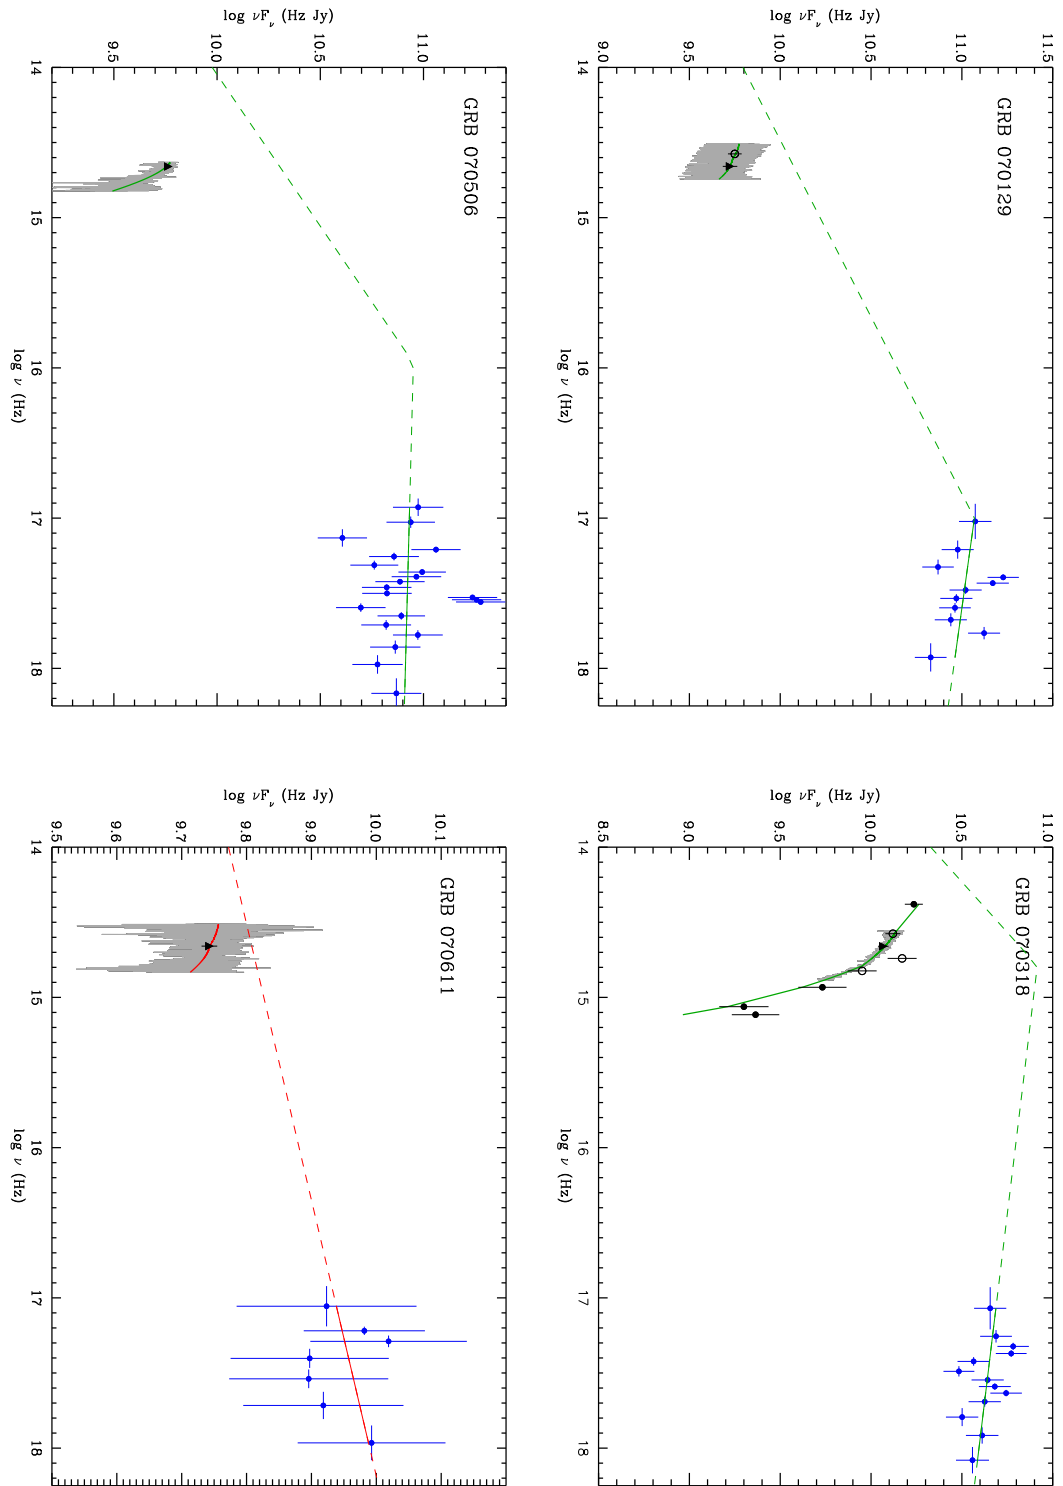 GRB 070129
log νF_ν (Hz Jy)
11.5
11.0
10.5
10.0
9.5
9.0
14 15 16 17 18
log ν (Hz)
GRB 070318
log νF_ν (Hz Jy)
11.0
10.5
10.0
9.5
9.0
8.5
14 15 16 17 18
log ν (Hz)
GRB 070506
log νF_ν (Hz Jy)
11.0
10.5
10.0
9.5
14 15 16 17 18
log ν (Hz)
GRB 070611
log νF_ν (Hz Jy)
10.1
10.0
9.9
9.8
9.7
9.6
9.5
14 15 16 17 18
log ν (Hz)